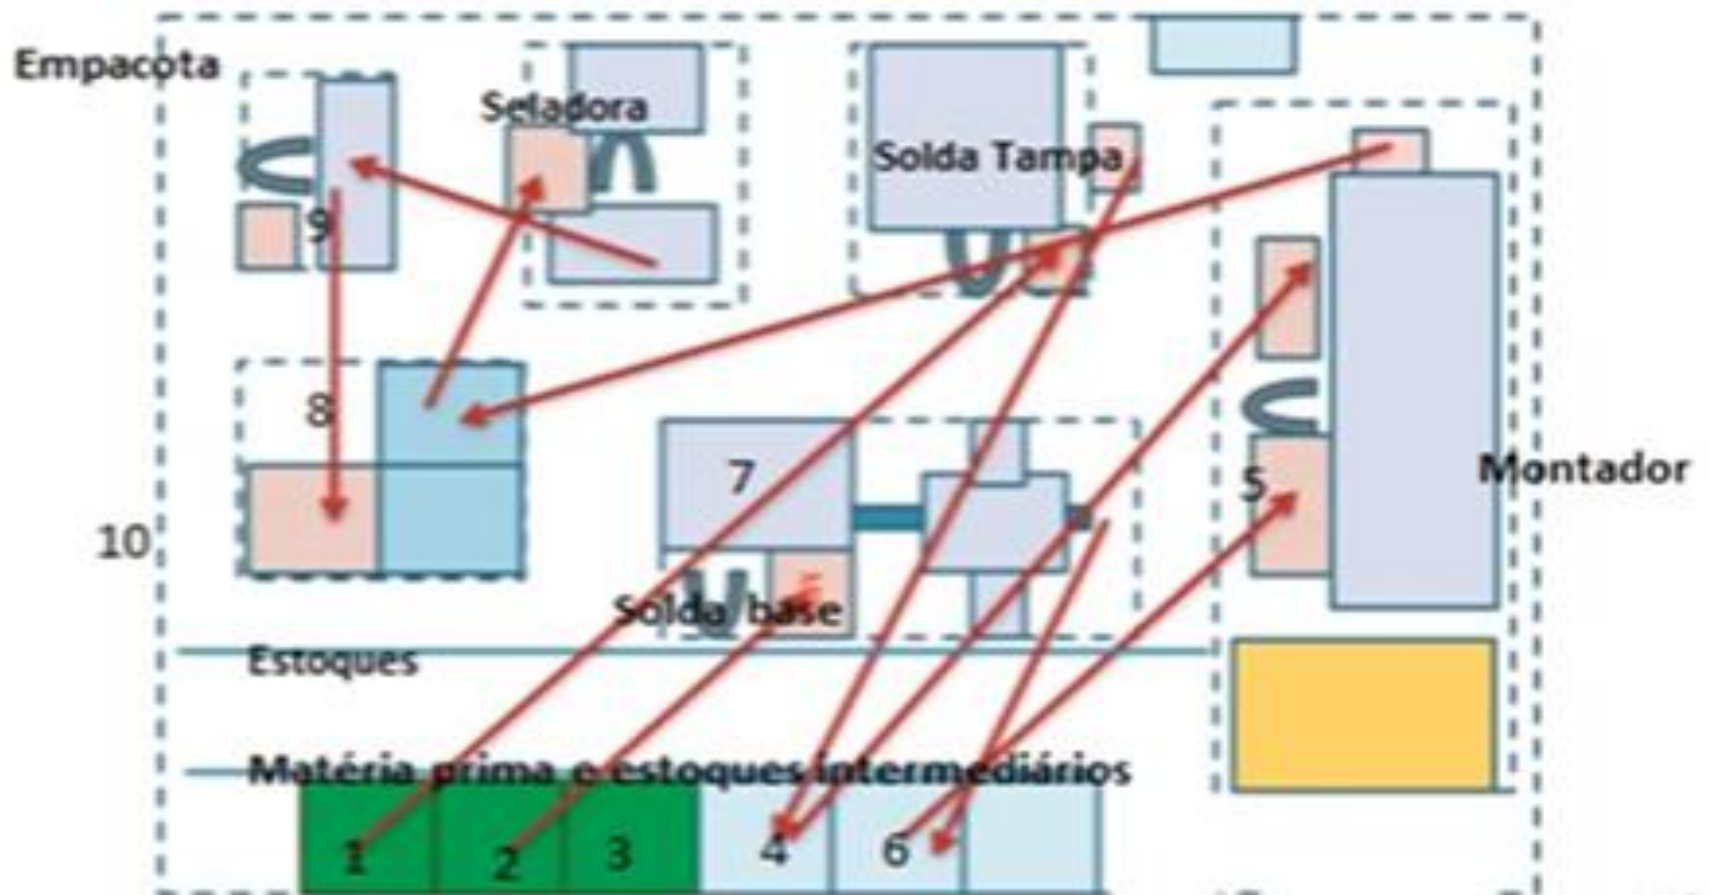 Empacota
Seladora
Solda Tampa
9
8
7
5
Montador
10
Solda base
Estoques
Matéria prima e estoques intermediários
1
2
3
4
6